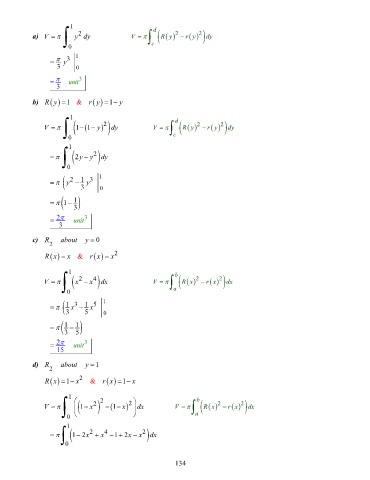 a) V = π ∫₀¹ y² dy    V = π ∫_c^d (R(y)² − r(y)²) dy
= π/3 y³ |₀¹
= π/3 unit³
b) R(y) = 1 & r(y) = 1 − y
V = π ∫₀¹ (1 − (1 − y)²) dy    V = π ∫_c^d (R(y)² − r(y)²) dy
= π ∫₀¹ (2y − y²) dy
= π (y² − 1/3 y³ |₀¹
= π (1 − 1/3)
= 2π/3 unit³
c) R₂ about y = 0
R(x) = x & r(x) = x²
V = π ∫₀¹ (x² − x⁴) dx    V = π ∫_a^b (R(x)² − r(x)²) dx
= π (1/3 x³ − 1/5 x⁵ |₀¹
= π (1/3 − 1/5)
= 2π/15 unit³
d) R₂ about y = 1
R(x) = 1 − x² & r(x) = 1 − x
V = π ∫₀¹ ((1 − x²)² − (1 − x)²) dx    V = π ∫_a^b (R(x)² − r(x)²) dx
= π ∫₀¹ (1 − 2x² + x⁴ − 1 + 2x − x²) dx
134